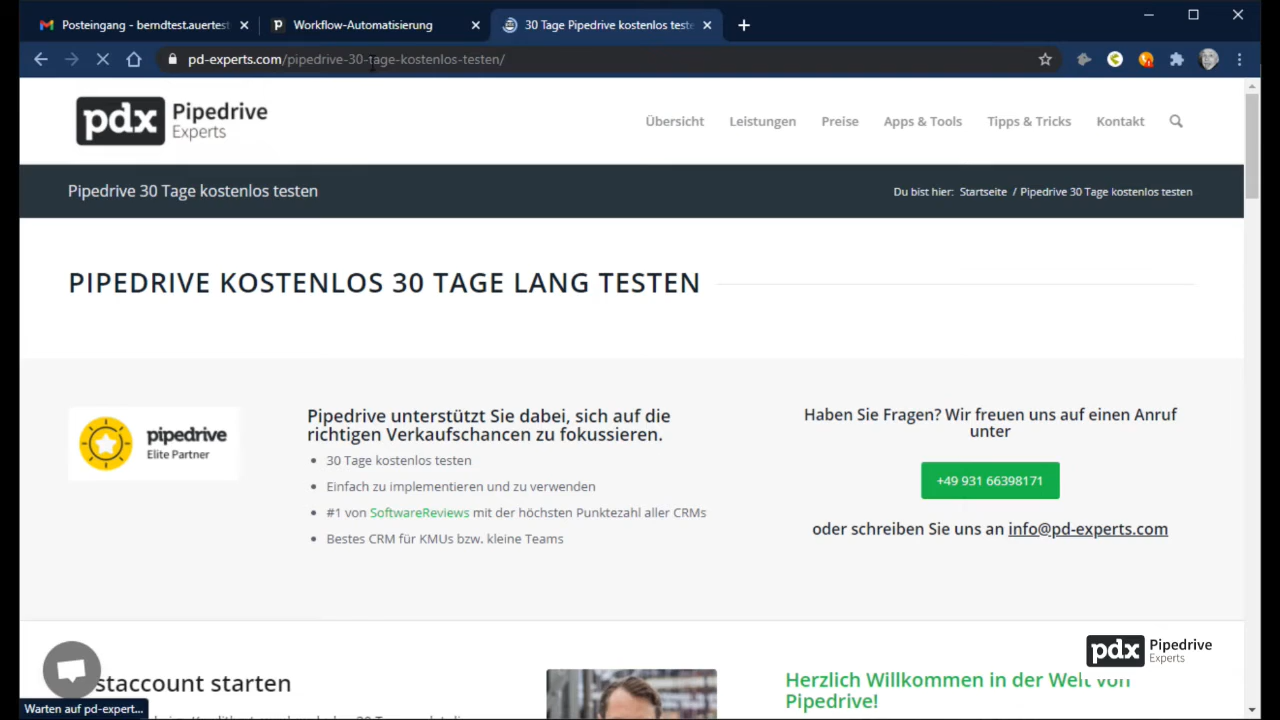 Posteingang - berndtest.auertest
Workflow-Automatisierung
30 Tage Pipedrive kostenlos teste
pd-experts.com/pipedrive-30-tage-kostenlos-testen/
pdx Pipedrive
Experts
Übersicht
Leistungen
Preise
Apps & Tools
Tipps & Tricks
Kontakt
Pipedrive 30 Tage kostenlos testen
Du bist hier: Startseite / Pipedrive 30 Tage kostenlos testen
PIPEDRIVE KOSTENLOS 30 TAGE LANG TESTEN
pipedrive
Elite Partner
Pipedrive unterstützt Sie dabei, sich auf die
richtigen Verkaufschancen zu fokussieren.
30 Tage kostenlos testen
Einfach zu implementieren und zu verwenden
#1 von SoftwareReviews mit der höchsten Punktezahl aller CRMs
Bestes CRM für KMUs bzw. kleine Teams
Haben Sie Fragen? Wir freuen uns auf einen Anruf
unter
+49 931 66398171
oder schreiben Sie uns an info@pd-experts.com
staccount starten
Herzlich Willkommen in der Welt von
Pipedrive!
pdx Pipedrive
Experts
Warten auf pd-expert...